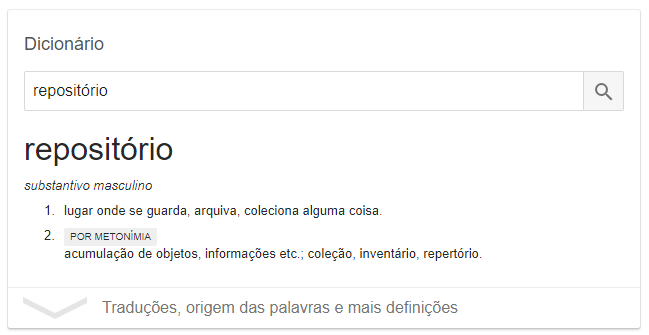 Dicionário
repositório
repositório
substantivo masculino
1. lugar onde se guarda, arquiva, coleciona alguma coisa.
2. POR METONÍMIA
acumulação de objetos, informações etc.; coleção, inventário, repertório.
Traduções, origem das palavras e mais definições